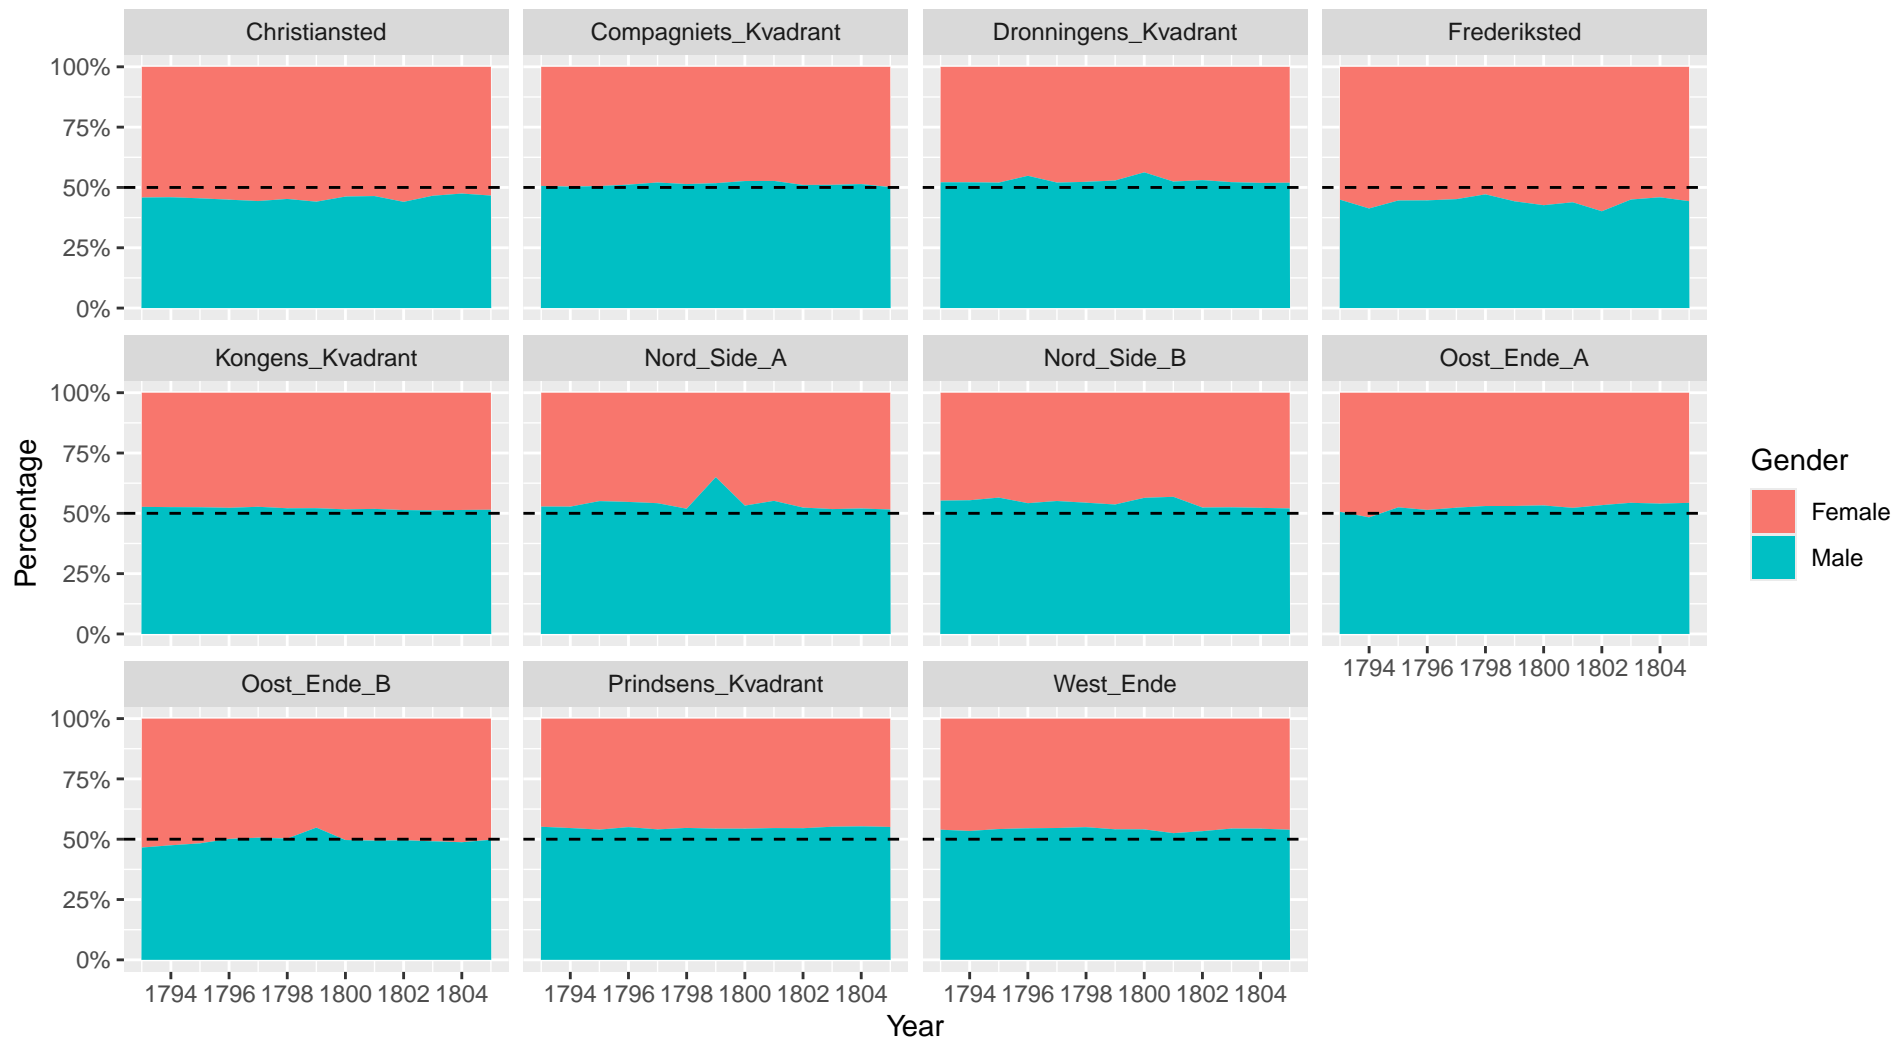 Christiansted
Compagniets_Kvadrant
Dronningens_Kvadrant
Frederiksted
100%
75%
50%
25%
0%
Kongens_Kvadrant
Nord_Side_A
Nord_Side_B
Oost_Ende_A
100%
75%
50%
25%
0%
1794 1796 1798 1800 1802 1804
Oost_Ende_B
Prindsens_Kvadrant
West_Ende
100%
75%
50%
25%
0%
1794 1796 1798 1800 1802 1804
1794 1796 1798 1800 1802 1804
1794 1796 1798 1800 1802 1804
Year
Percentage
Gender
Female
Male